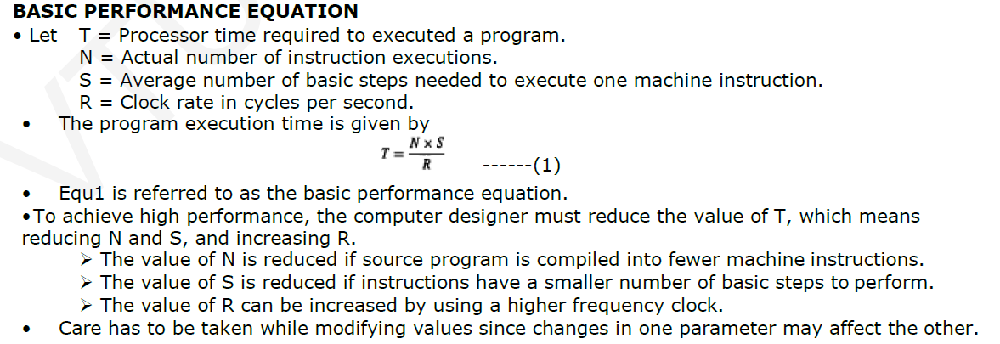 BASIC PERFORMANCE EQUATION
• Let T = Processor time required to executed a program.
N = Actual number of instruction executions.
S = Average number of basic steps needed to execute one machine instruction.
R = Clock rate in cycles per second.
• The program execution time is given by
T = N x S / R ------(1)
• Equ1 is referred to as the basic performance equation.
• To achieve high performance, the computer designer must reduce the value of T, which means
reducing N and S, and increasing R.
➢ The value of N is reduced if source program is compiled into fewer machine instructions.
➢ The value of S is reduced if instructions have a smaller number of basic steps to perform.
➢ The value of R can be increased by using a higher frequency clock.
• Care has to be taken while modifying values since changes in one parameter may affect the other.